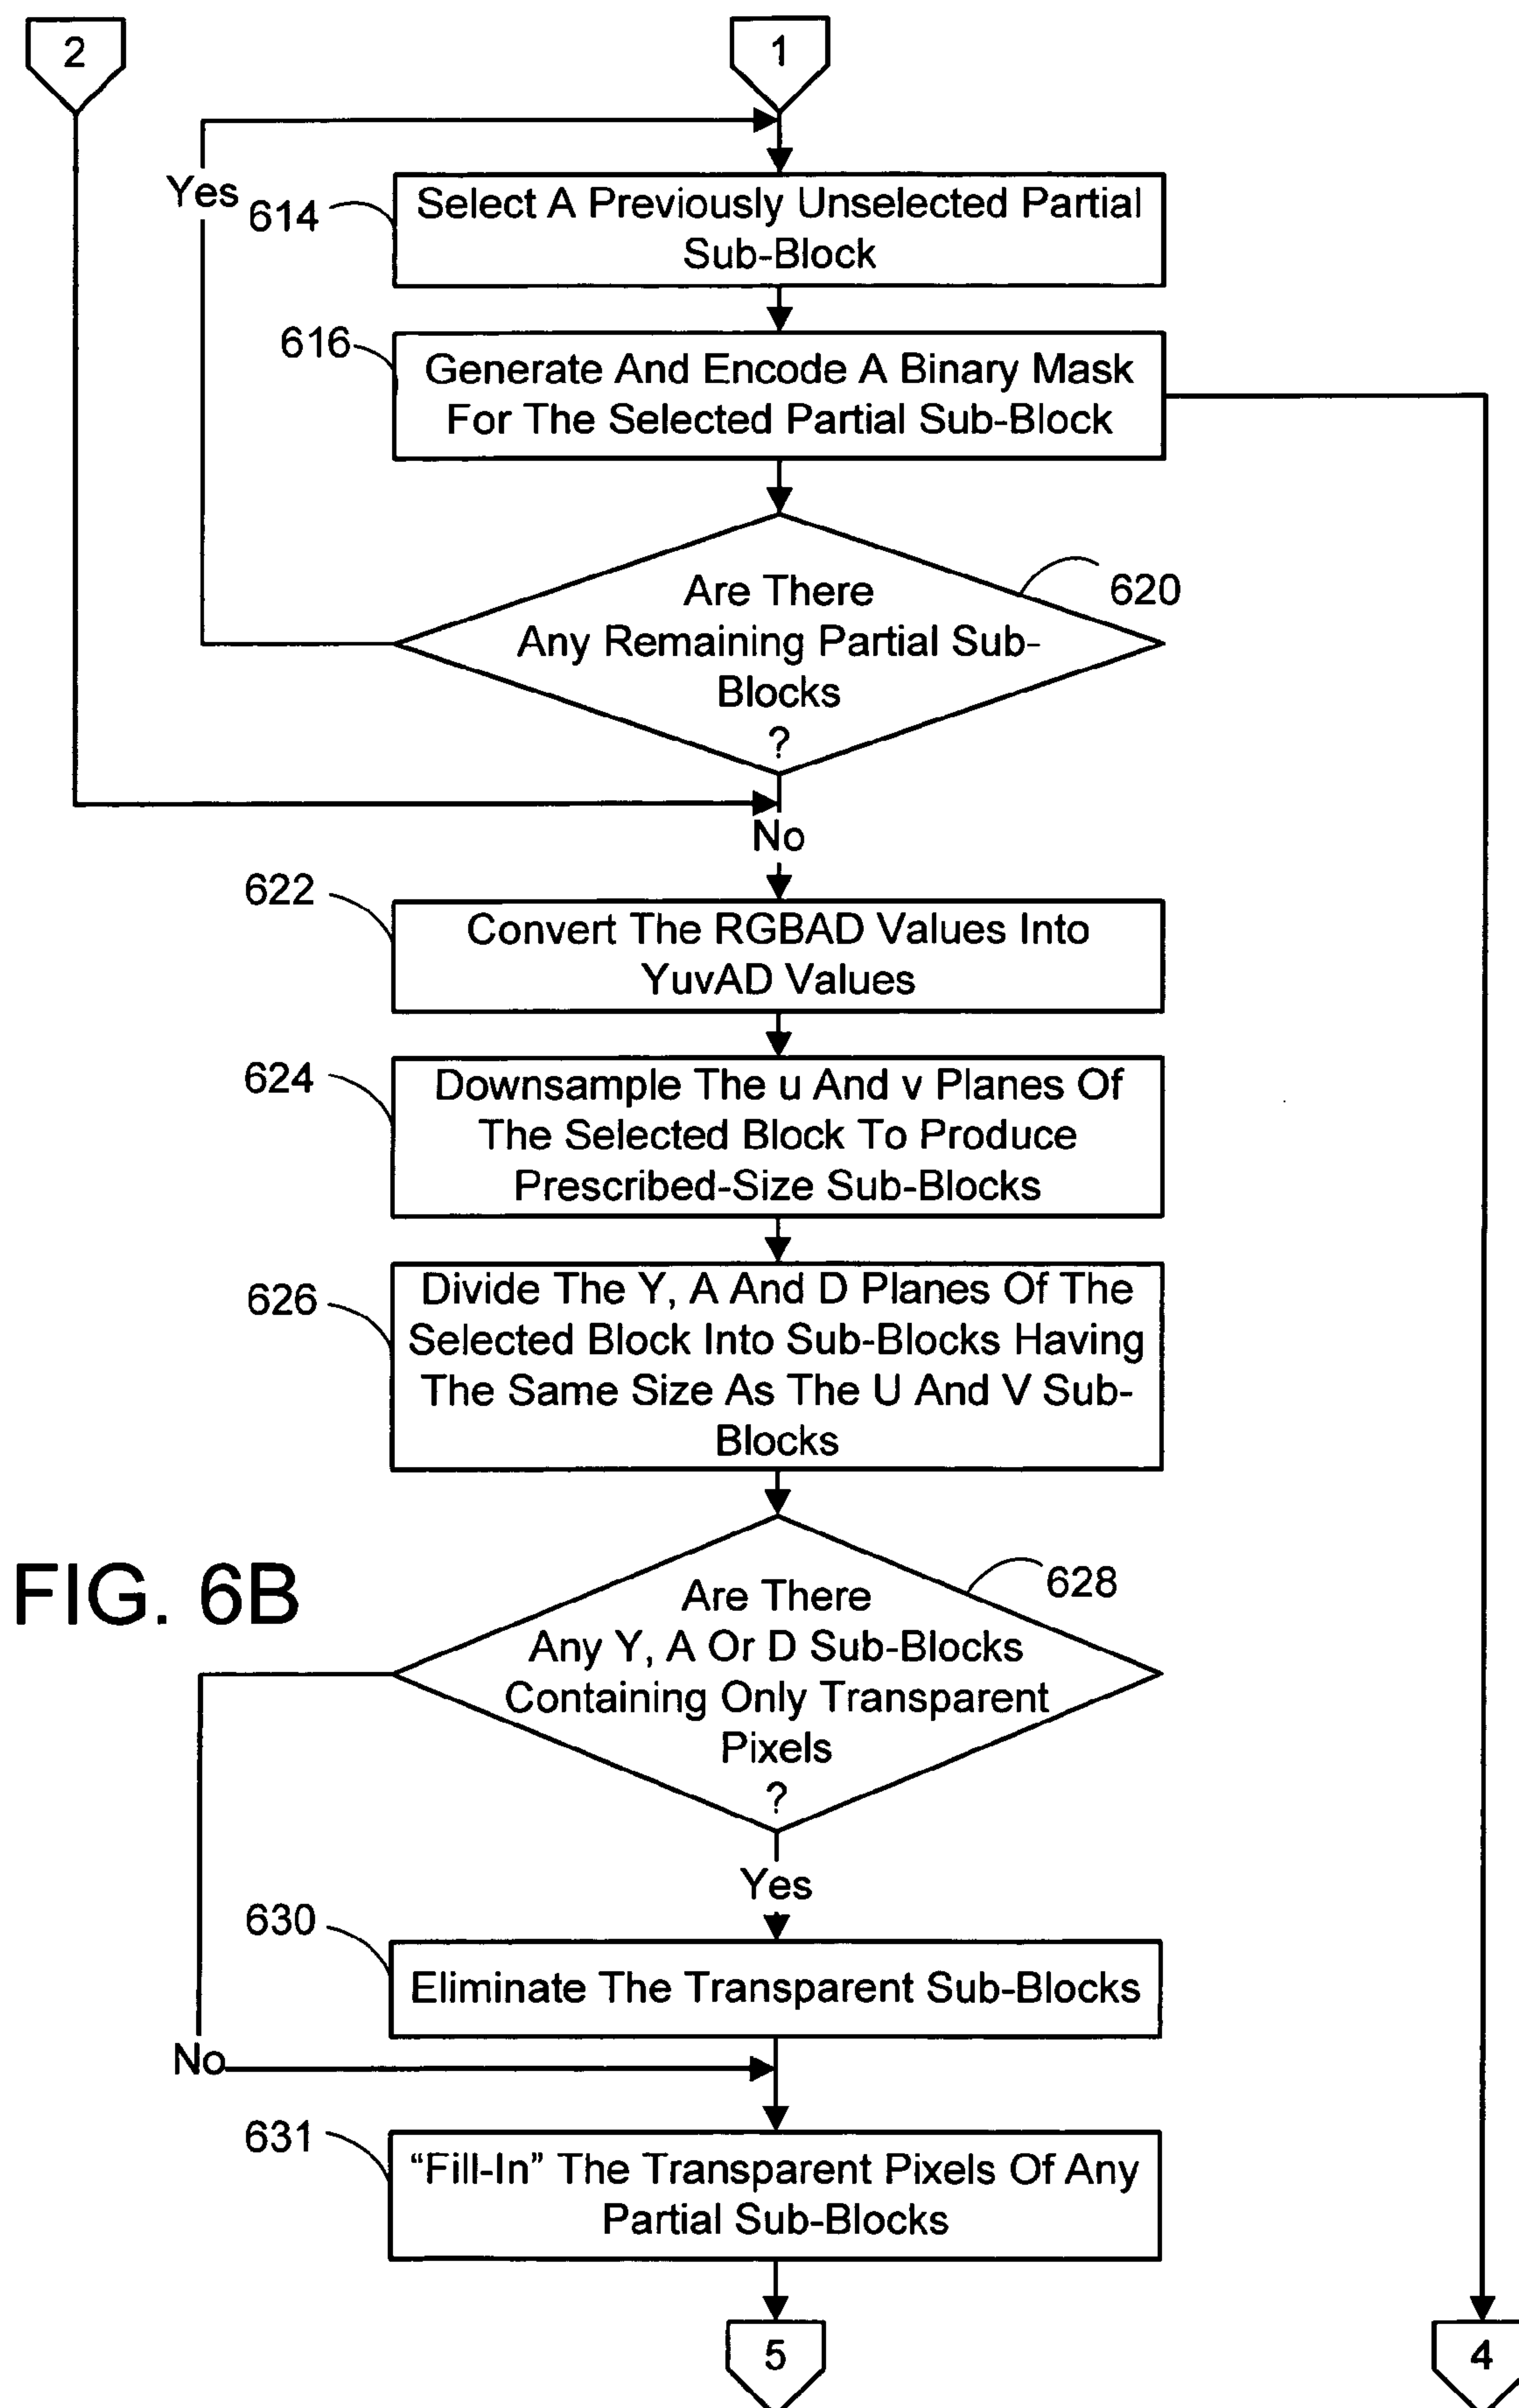 2
1
Yes
614
Select A Previously Unselected Partial
Sub-Block
616
Generate And Encode A Binary Mask
For The Selected Partial Sub-Block
Are There
Any Remaining Partial Sub-
Blocks
?
620
No
622
Convert The RGBAD Values Into
YuvAD Values
624
Downsample The u And v Planes Of
The Selected Block To Produce
Prescribed-Size Sub-Blocks
626
Divide The Y, A And D Planes Of The
Selected Block Into Sub-Blocks Having
The Same Size As The U And V Sub-
Blocks
FIG. 6B
Are There
Any Y, A Or D Sub-Blocks
Containing Only Transparent
Pixels
?
628
Yes
630
Eliminate The Transparent Sub-Blocks
No
631
“Fill-In” The Transparent Pixels Of Any
Partial Sub-Blocks
5
4